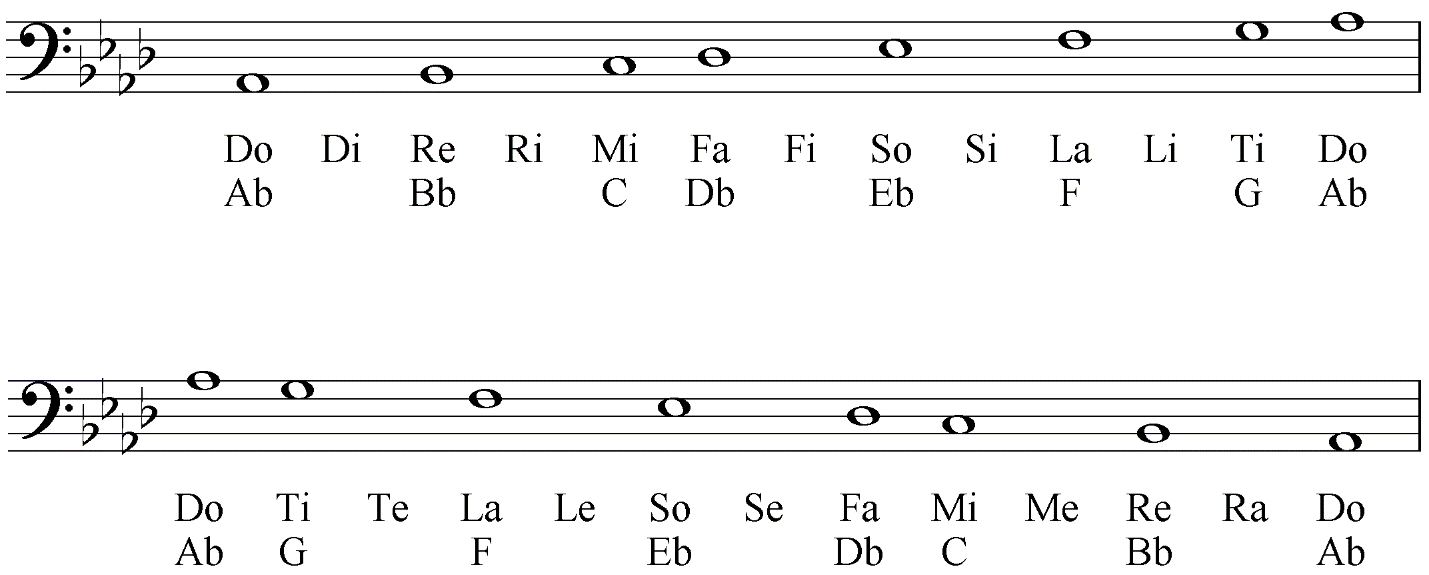 Do Di Re Ri Mi Fa Fi So Si La Li Ti Do
Ab Bb C Db Eb F G Ab
Do Ti Te La Le So Se Fa Mi Me Re Ra Do
Ab G F Eb Db C Bb Ab